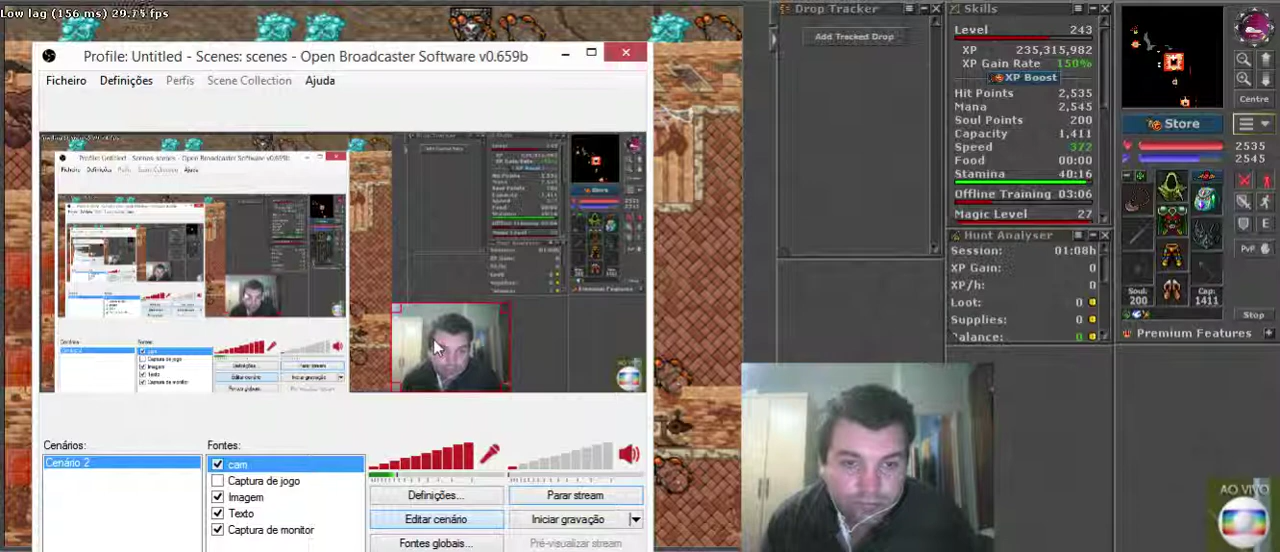 Low lag (156 ms) 29.75 fps
Profile: Untitled - Scenes: scenes - Open Broadcaster Software v0.659b
Ficheiro Definições Perfis Scene Collection Ajuda
Cenários:
Cenário 2
Fontes:
cam
Captura de jogo
Imagem
Texto
Captura de monitor
Definições...
Parar stream
Editar cenário
Iniciar gravação
Fontes globais...
Pré-visualizar stream
Drop Tracker
Add Tracked Drop
Skills
Level 243
XP 235,315,982
XP Gain Rate 150%
XP Boost
Hit Points 2,535
Mana 2,545
Soul Points 200
Capacity 1,411
Speed 372
Food 00:00
Stamina 40:16
Offline Training 03:06
Magic Level 27
Hunt Analyser
Session: 01:08h
XP Gain: 0
XP/h: 0
Loot: 0
Supplies: 0
Balance: 0
Centre
Store
2535
2545
PvP
Soul:
200
Cap:
1411
Stop
Premium Features
AO VIVO